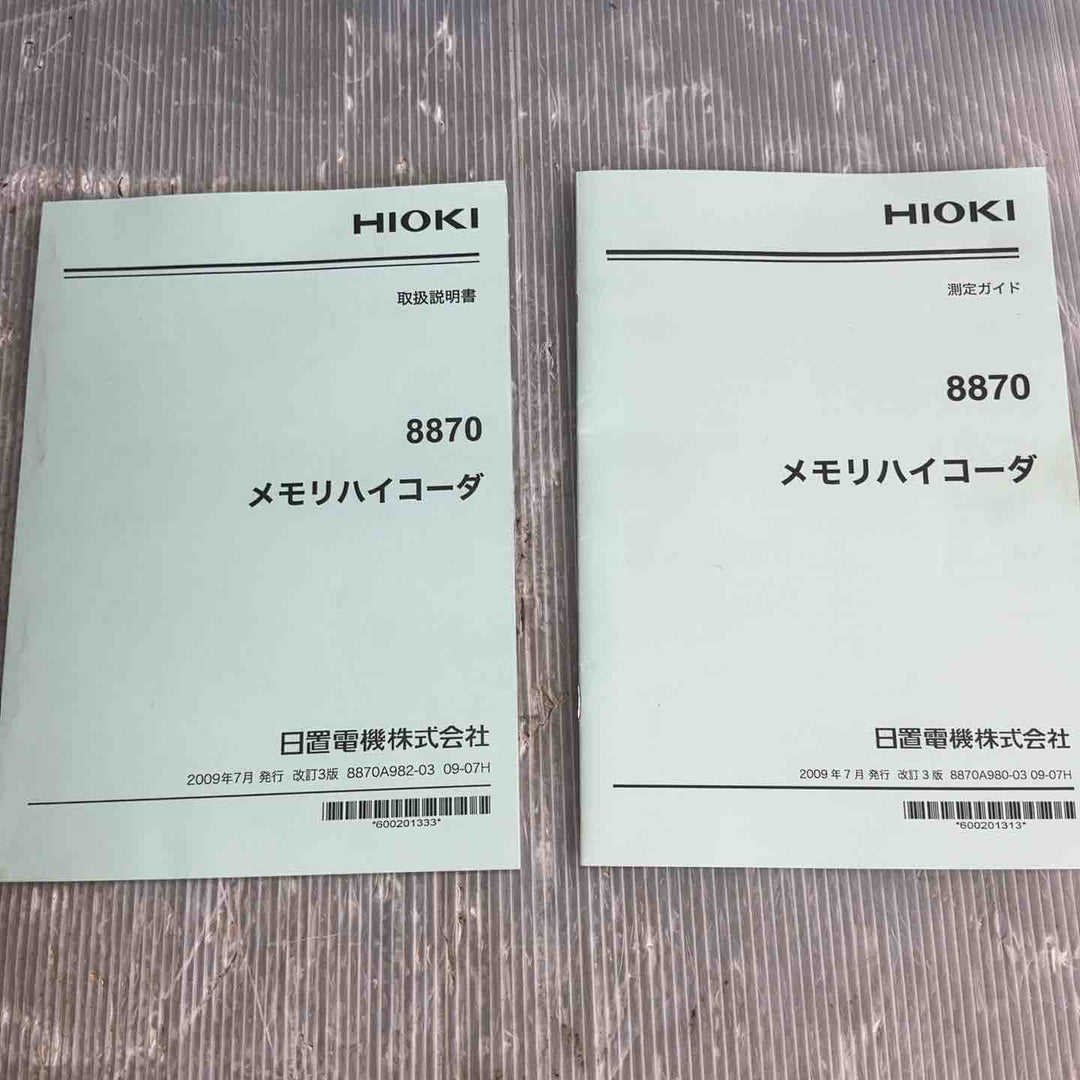 HIOKI
取扱説明書
8870
メモリハイコーダ
日置電機株式会社
2009年7月 発行 改訂3版 8870A982-03 09-07H
*600201333*
HIOKI
測定ガイド
8870
メモリハイコーダ
日置電機株式会社
2009年7月 発行 改訂3版 8870A980-03 09-07H
*600201313*